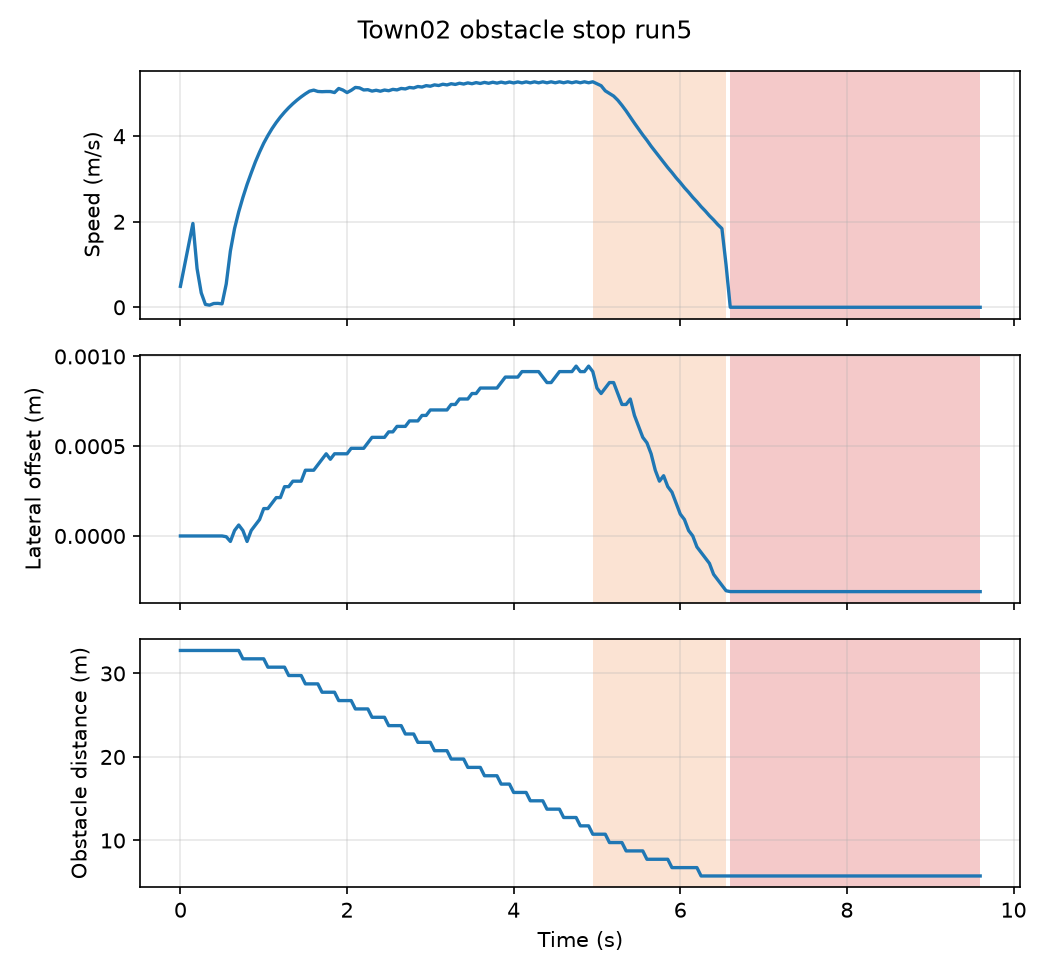 Town02 obstacle stop run5
Speed (m/s)
4
2
0
Lateral offset (m)
0.0010
0.0005
0.0000
Obstacle distance (m)
30
20
10
0 2 4 6 8 10
Time (s)